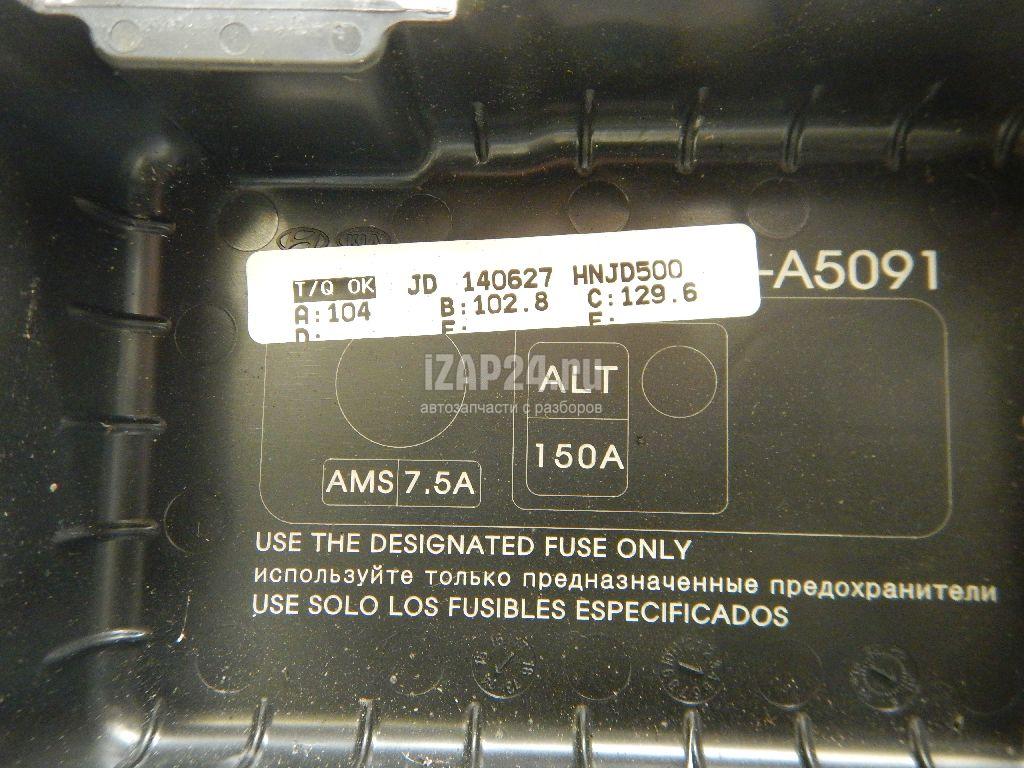 T/Q OK JD 140627 HNJD500
A:104 B:102.8 C:129.6
-A5091
iZAP24.ru
автозапчасти с разборов
ALT
150A
AMS 7.5A
USE THE DESIGNATED FUSE ONLY
используйте только предназначенные предохранители
USE SOLO LOS FUSIBLES ESPECIFICADOS